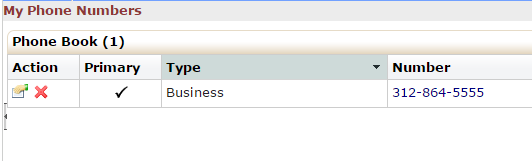 My Phone Numbers
Phone Book (1)
Action Primary Type Number
Business 312-864-5555